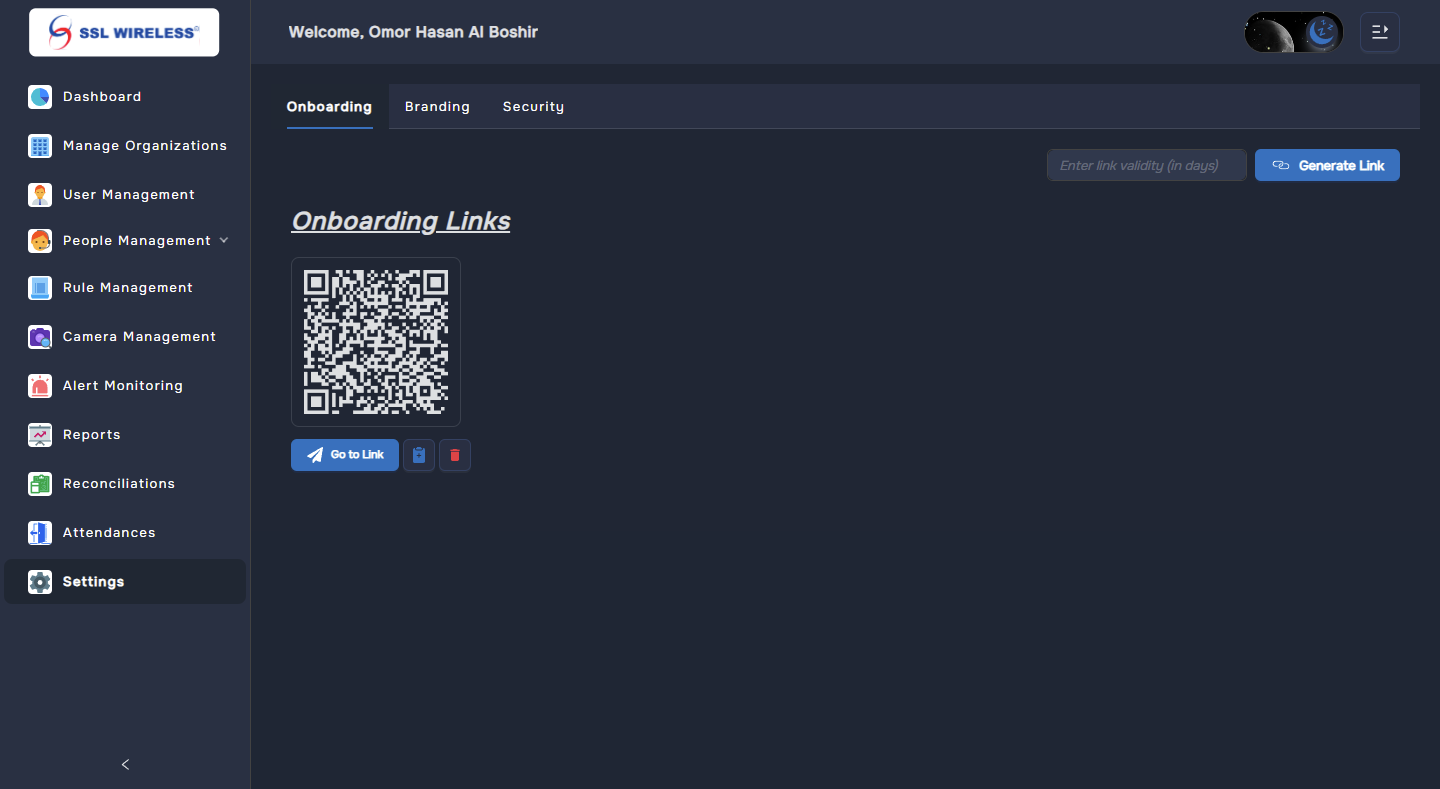 SSL WIRELESS
Welcome, Omor Hasan Al Boshir
Dashboard
Manage Organizations
User Management
People Management
Rule Management
Camera Management
Alert Monitoring
Reports
Reconciliations
Attendances
Settings
Onboarding Branding Security
Enter link validity (in days) Generate Link
Onboarding Links
Go to Link